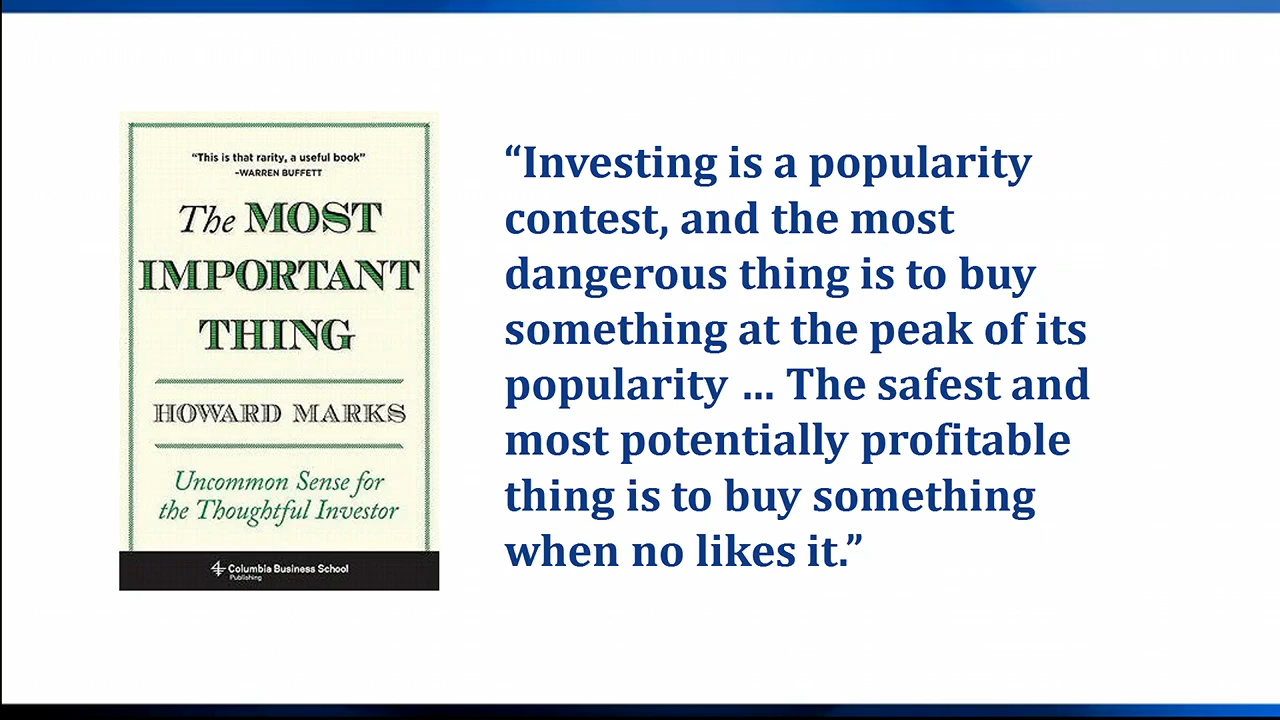 “This is that rarity, a useful book”
-WARREN BUFFETT
The MOST
IMPORTANT
THING
HOWARD MARKS
Uncommon Sense for
the Thoughtful Investor
Columbia Business School
Publishing
“Investing is a popularity
contest, and the most
dangerous thing is to buy
something at the peak of its
popularity ... The safest and
most potentially profitable
thing is to buy something
when no likes it.”